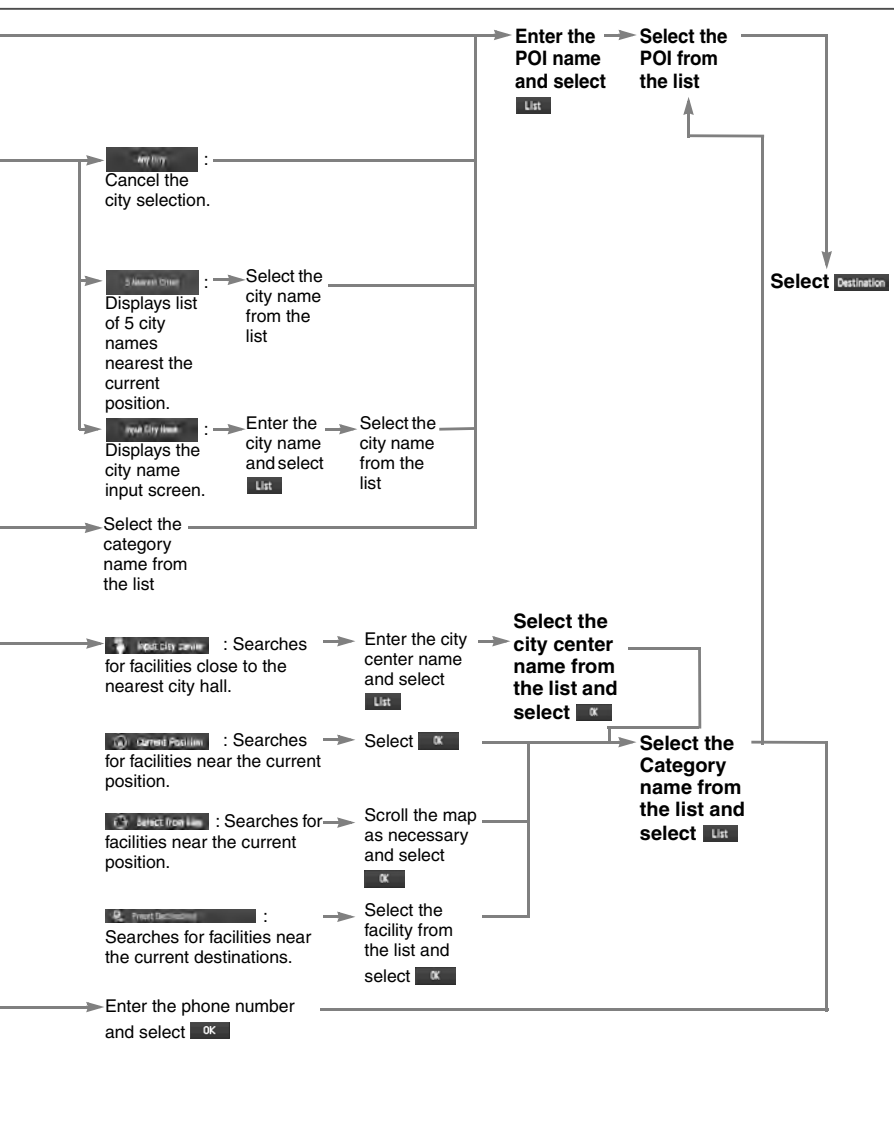 Enter the
POI name
and select
List
Select the
POI from
the list
Any City :
Cancel the
city selection.
Select Destination
5 Nearest Cities :
Displays list
of 5 city
names
nearest the
current
position.
Select the
city name
from the
list
Input City Name :
Displays the
city name
input screen.
Enter the
city name
and select
List
Select the
city name
from the
list
Select the
category
name from
the list
Input city center : Searches
for facilities close to the
nearest city hall.
Enter the city
center name
and select
List
Select the
city center
name from
the list and
select OK
Current Position : Searches
for facilities near the current
position.
Select OK
Select the
Category
name from
the list and
select List
Select from Map : Searches for
facilities near the current
position.
Scroll the map
as necessary
and select
OK
Preset Destinations :
Searches for facilities near
the current destinations.
Select the
facility from
the list and
select OK
Enter the phone number
and select OK